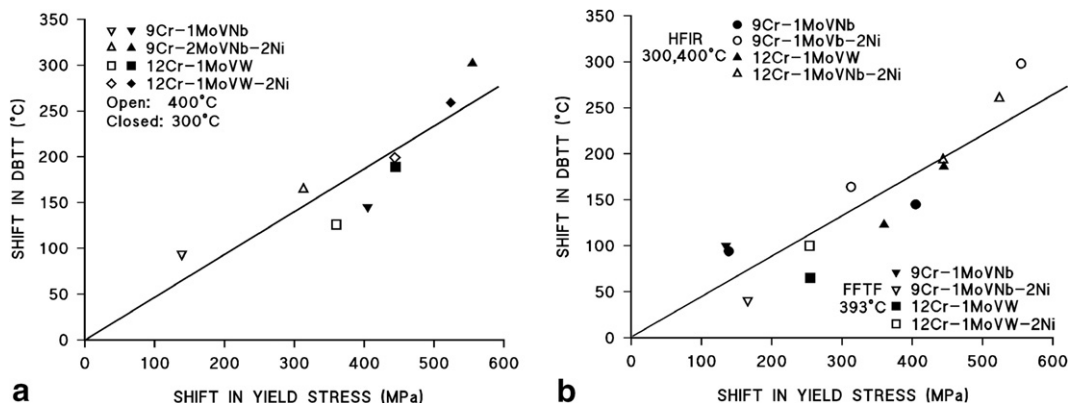 350
300
250
200
150
100
50
0
SHIFT IN DBTT (°C)
9Cr-1MoVNb
9Cr-2MoVNb-2Ni
12Cr-1MoVW
12Cr-1MoVW-2Ni
Open: 400°C
Closed: 300°C
0 100 200 300 400 500 600
SHIFT IN YIELD STRESS (MPa)
a
350
300
250
200
150
100
50
0
SHIFT IN DBTT (°C)
HFIR
300,400°C
9Cr-1MoVNb
9Cr-1MoVb-2Ni
12Cr-1MoVW
12Cr-1MoVNb-2Ni
FFTF
393°C
9Cr-1MoVNb
9Cr-1MoVNb-2Ni
12Cr-1MoVW
12Cr-1MoVW-2Ni
0 100 200 300 400 500 600
SHIFT IN YIELD STRESS (MPa)
b